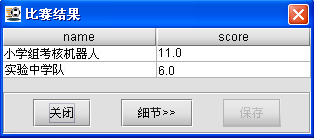 比赛结果
name score
小学组考核机器人 11.0
实验中学队 6.0
关闭 细节>> 保存